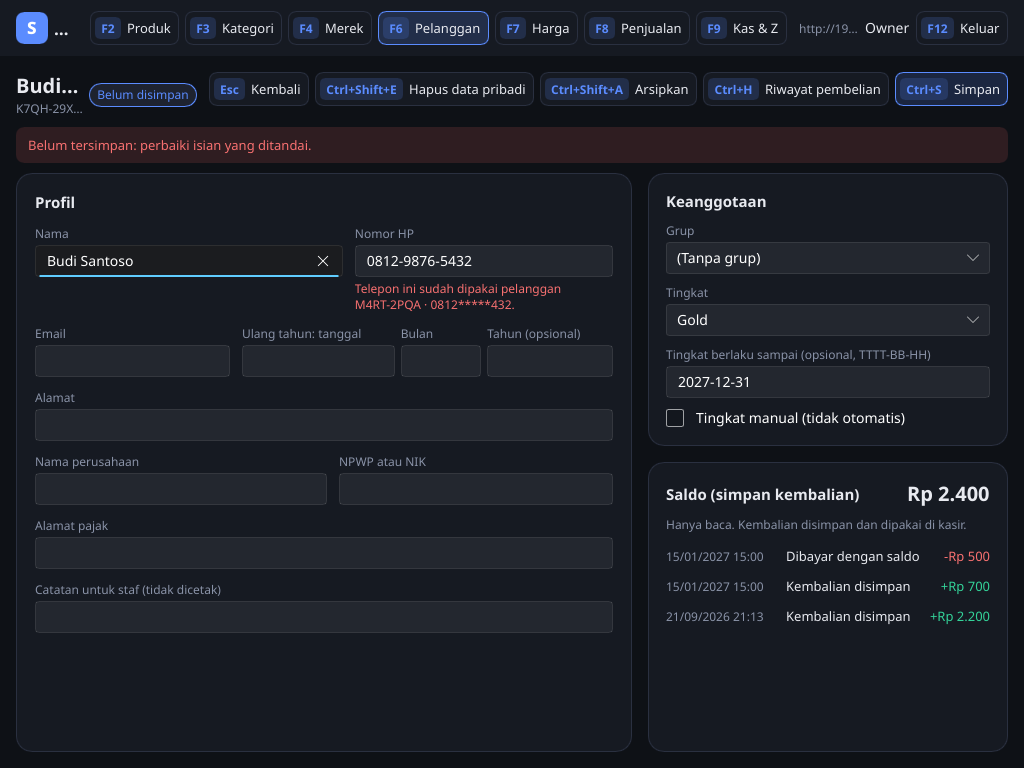 S ...
F2 Produk
F3 Kategori
F4 Merek
F6 Pelanggan
F7 Harga
F8 Penjualan
F9 Kas & Z
http://19...
Owner
F12 Keluar
Budi...
K7QH-29X...
Belum disimpan
Esc Kembali
Ctrl+Shift+E Hapus data pribadi
Ctrl+Shift+A Arsipkan
Ctrl+H Riwayat pembelian
Ctrl+S Simpan
Belum tersimpan: perbaiki isian yang ditandai.
Profil
Nama
Budi Santoso
Nomor HP
0812-9876-5432
Telepon ini sudah dipakai pelanggan
M4RT-2PQA · 0812*****432.
Email
Ulang tahun: tanggal
Bulan
Tahun (opsional)
Alamat
Nama perusahaan
NPWP atau NIK
Alamat pajak
Catatan untuk staf (tidak dicetak)
Keanggotaan
Grup
(Tanpa grup)
Tingkat
Gold
Tingkat berlaku sampai (opsional, TTTT-BB-HH)
2027-12-31
Tingkat manual (tidak otomatis)
Saldo (simpan kembalian) Rp 2.400
Hanya baca. Kembalian disimpan dan dipakai di kasir.
15/01/2027 15:00 Dibayar dengan saldo -Rp 500
15/01/2027 15:00 Kembalian disimpan +Rp 700
21/09/2026 21:13 Kembalian disimpan +Rp 2.200